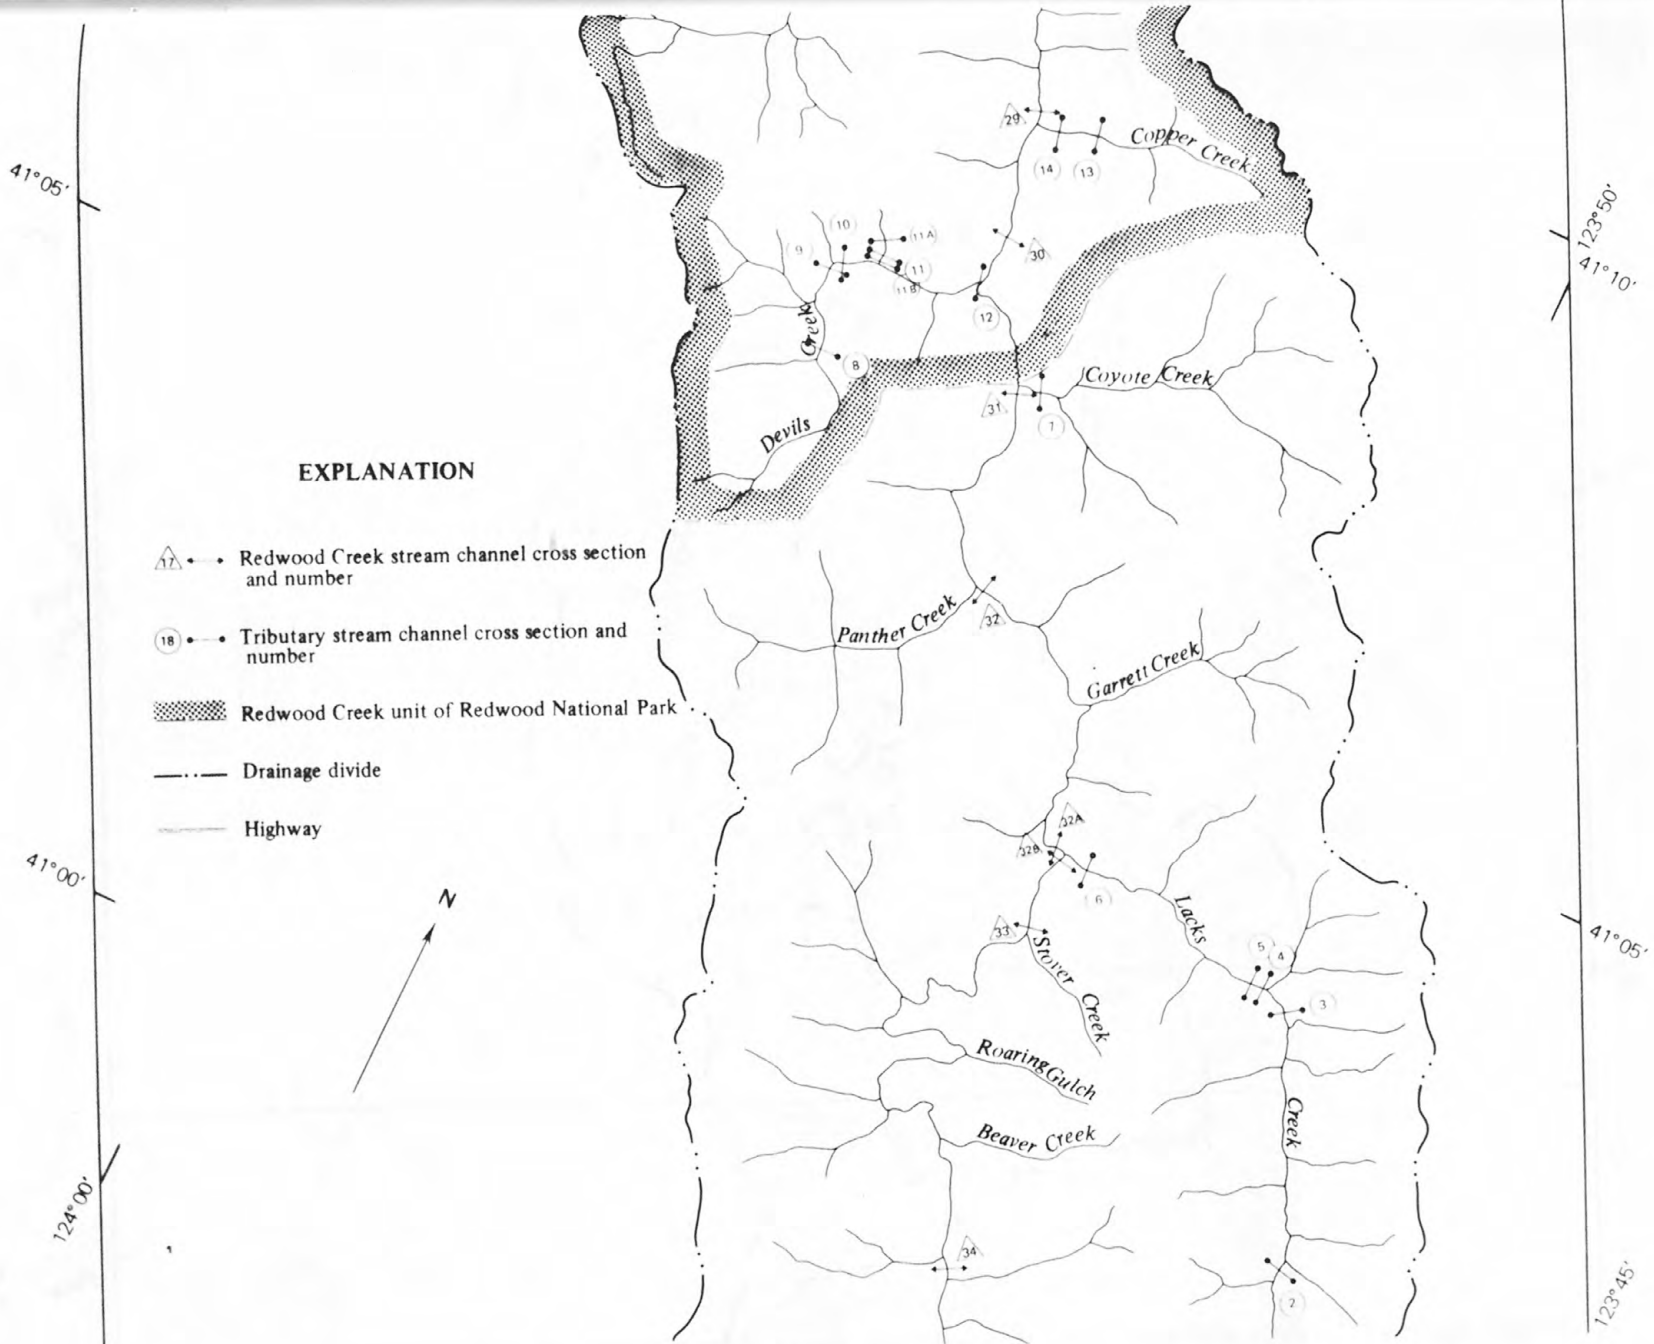 29
Copper Creek
14
13
41°05'
123°50'
10
11A
9
30
11
41°10'
11B
12
Creek
8
Coyote Creek
31
7
Devils
EXPLANATION
17 Redwood Creek stream channel cross section
and number
Panther Creek
32
18 Tributary stream channel cross section and
number
Garrett Creek
Redwood Creek unit of Redwood National Park
Drainage divide
32A
Highway
32B
41°00'
6
N
Lacks
33
Stover Creek
5
4
41°05'
3
Roaring Gulch
Creek
Beaver Creek
124°00'
34
2
123°45'